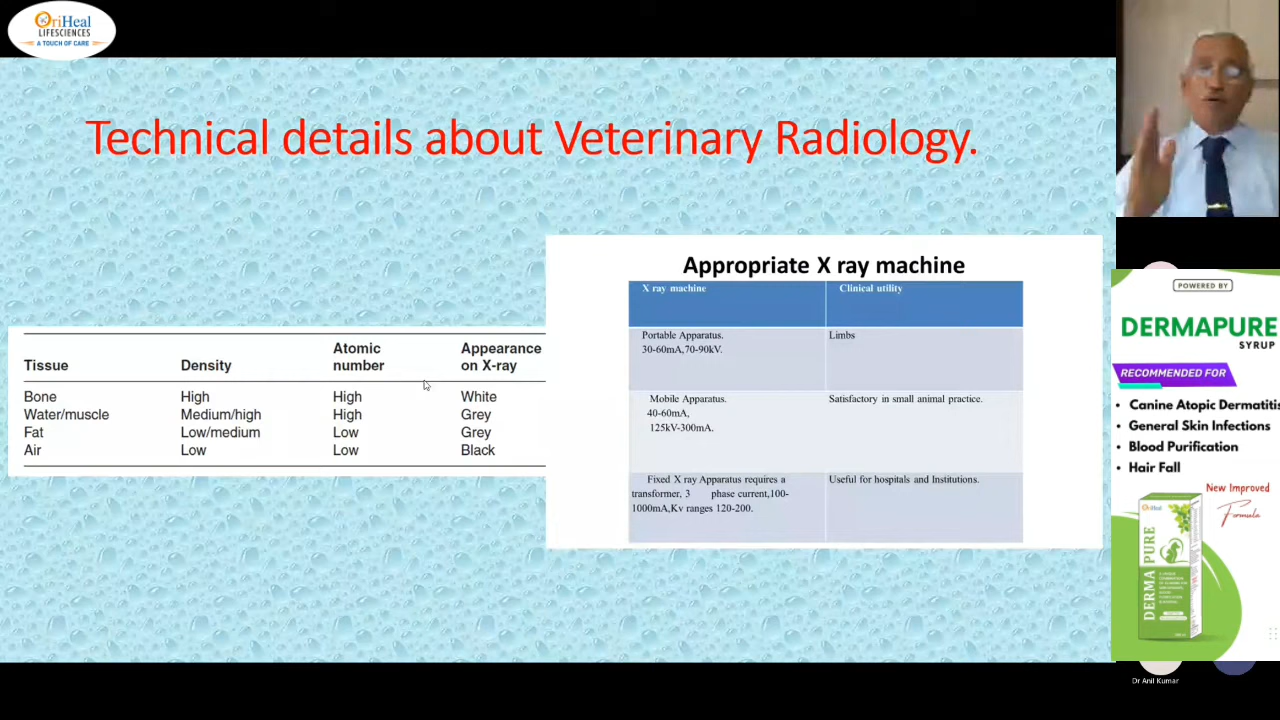 OriHeal
LIFESCIENCES
A TOUCH OF CARE
Technical details about Veterinary Radiology.
Tissue Density Atomic number Appearance on X-ray
Bone High High White
Water/muscle Medium/high High Grey
Fat Low/medium Low Grey
Air Low Low Black
Appropriate X ray machine
X ray machine Clinical utility
Portable Apparatus. Limbs
30-60mA,70-90kV.
Mobile Apparatus. Satisfactory in small animal practice.
40-60mA,
125kV-300mA.
Fixed X ray Apparatus requires a Useful for hospitals and Institutions.
transformer, 3 phase current,100-
1000mA,Kv ranges 120-200.
POWERED BY
DERMAPURE
SYRUP
RECOMMENDED FOR
• Canine Atopic Dermatitis
• General Skin Infections
• Blood Purification
• Hair Fall
New Improved
Formula
OriHeal
DERMA PURE
Dr Anil Kumar